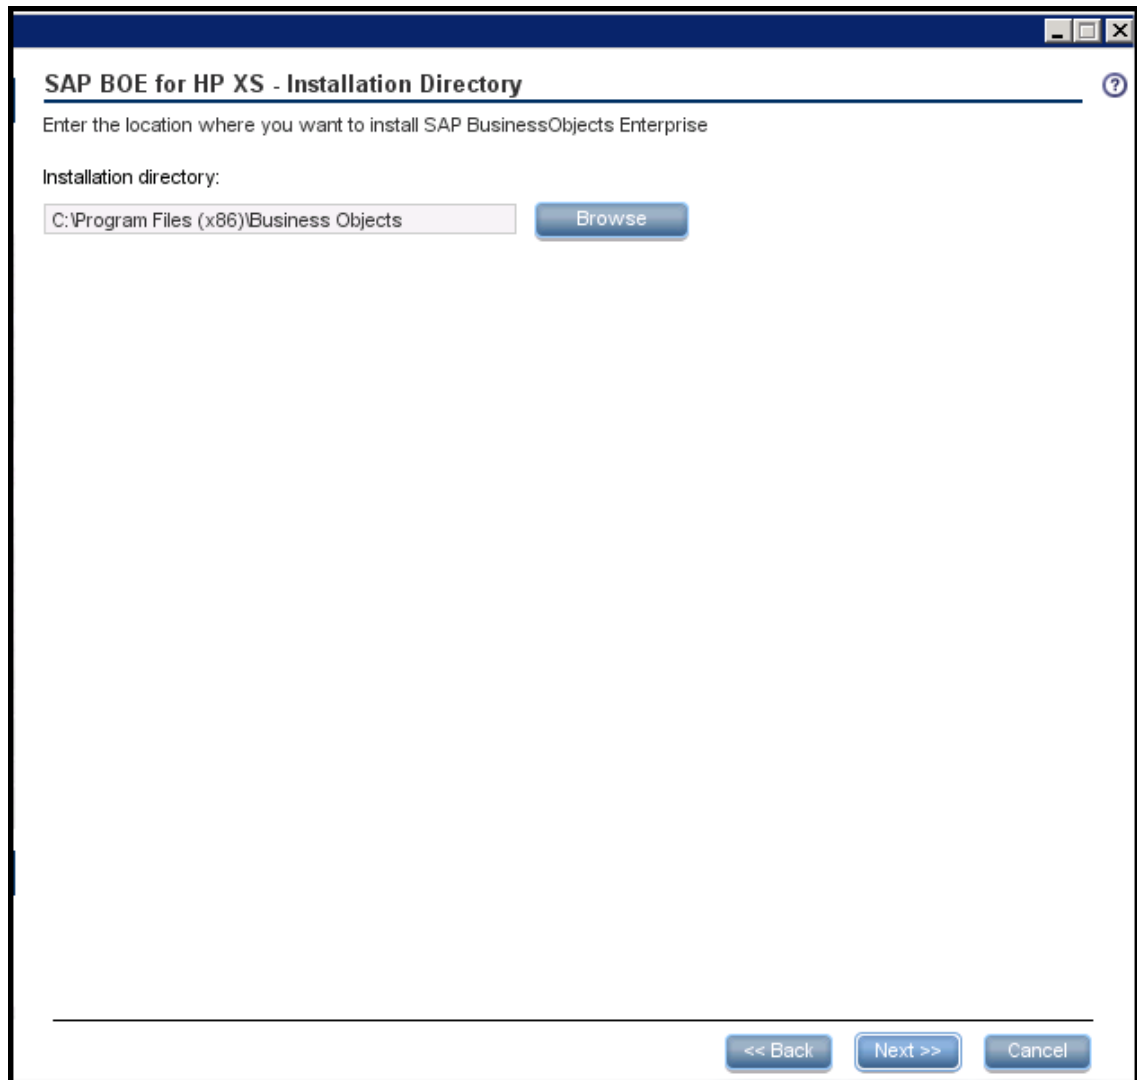 SAP BOE for HP XS - Installation Directory
Enter the location where you want to install SAP BusinessObjects Enterprise
Installation directory:
C:\Program Files (x86)\Business Objects Browse
<< Back Next >> Cancel